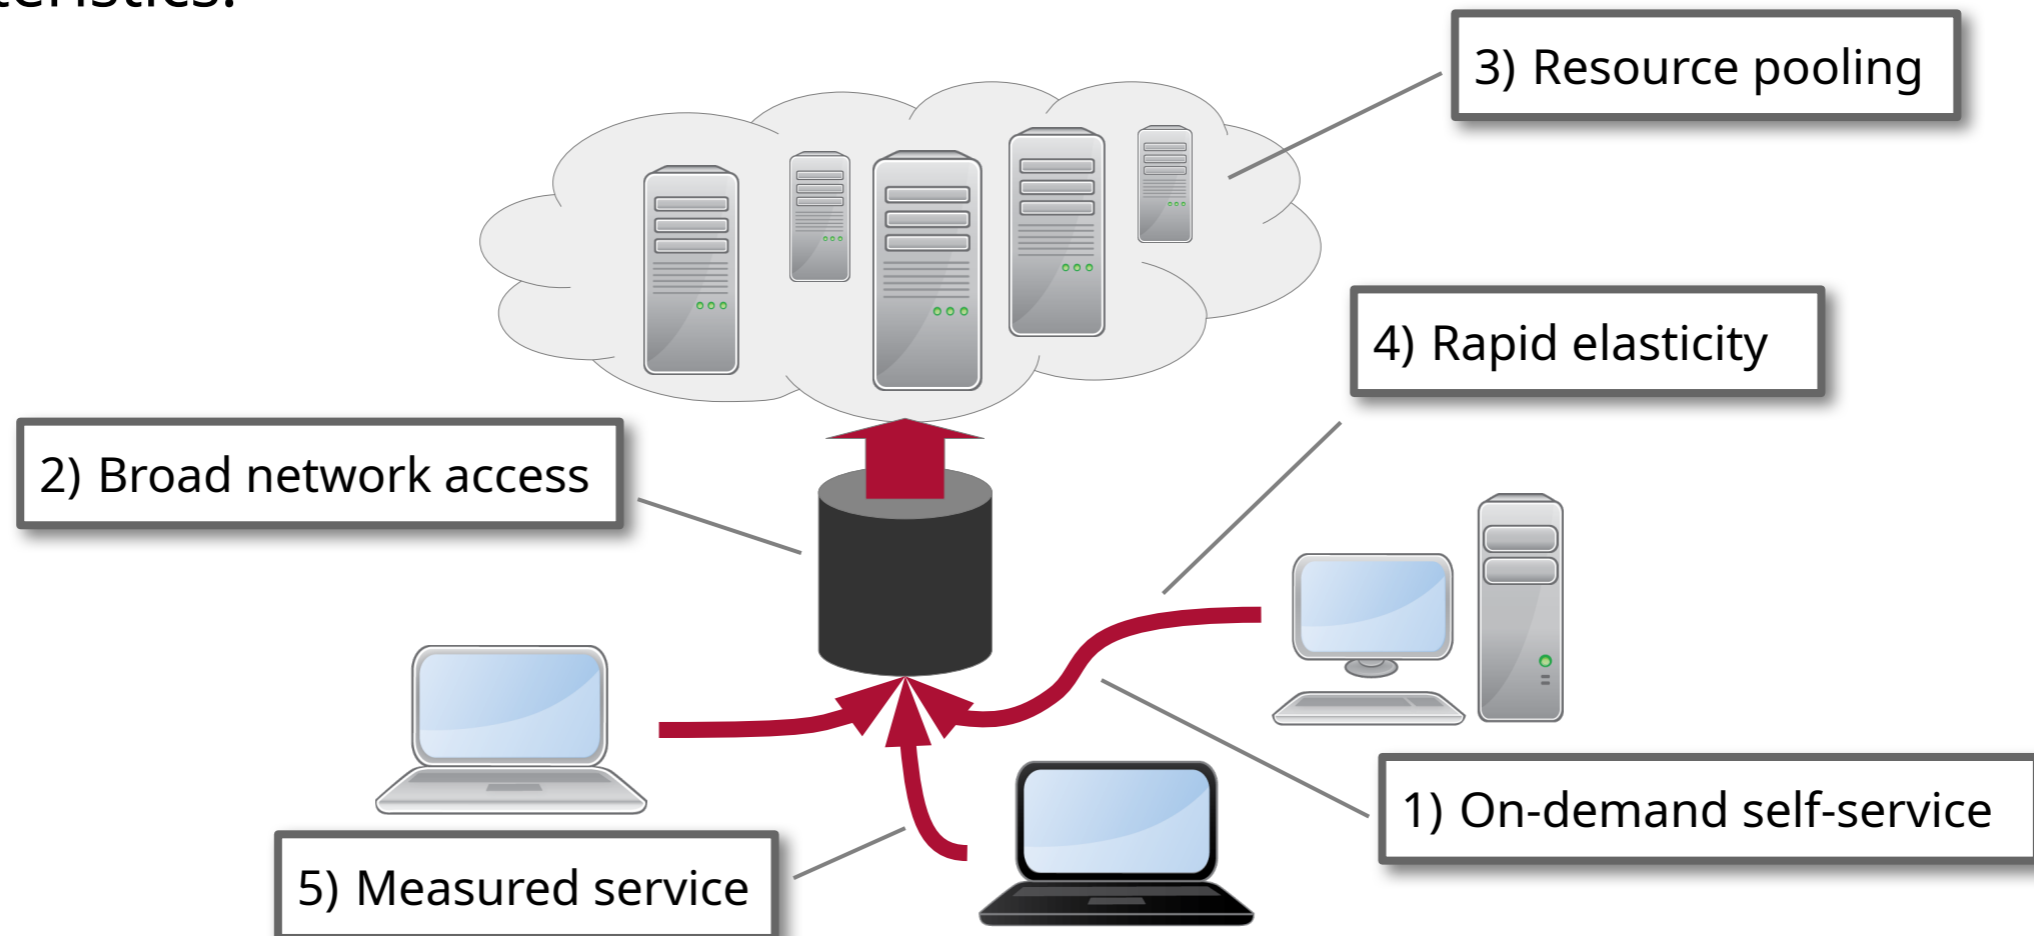 3) Resource pooling
4) Rapid elasticity
2) Broad network access
1) On-demand self-service
5) Measured service